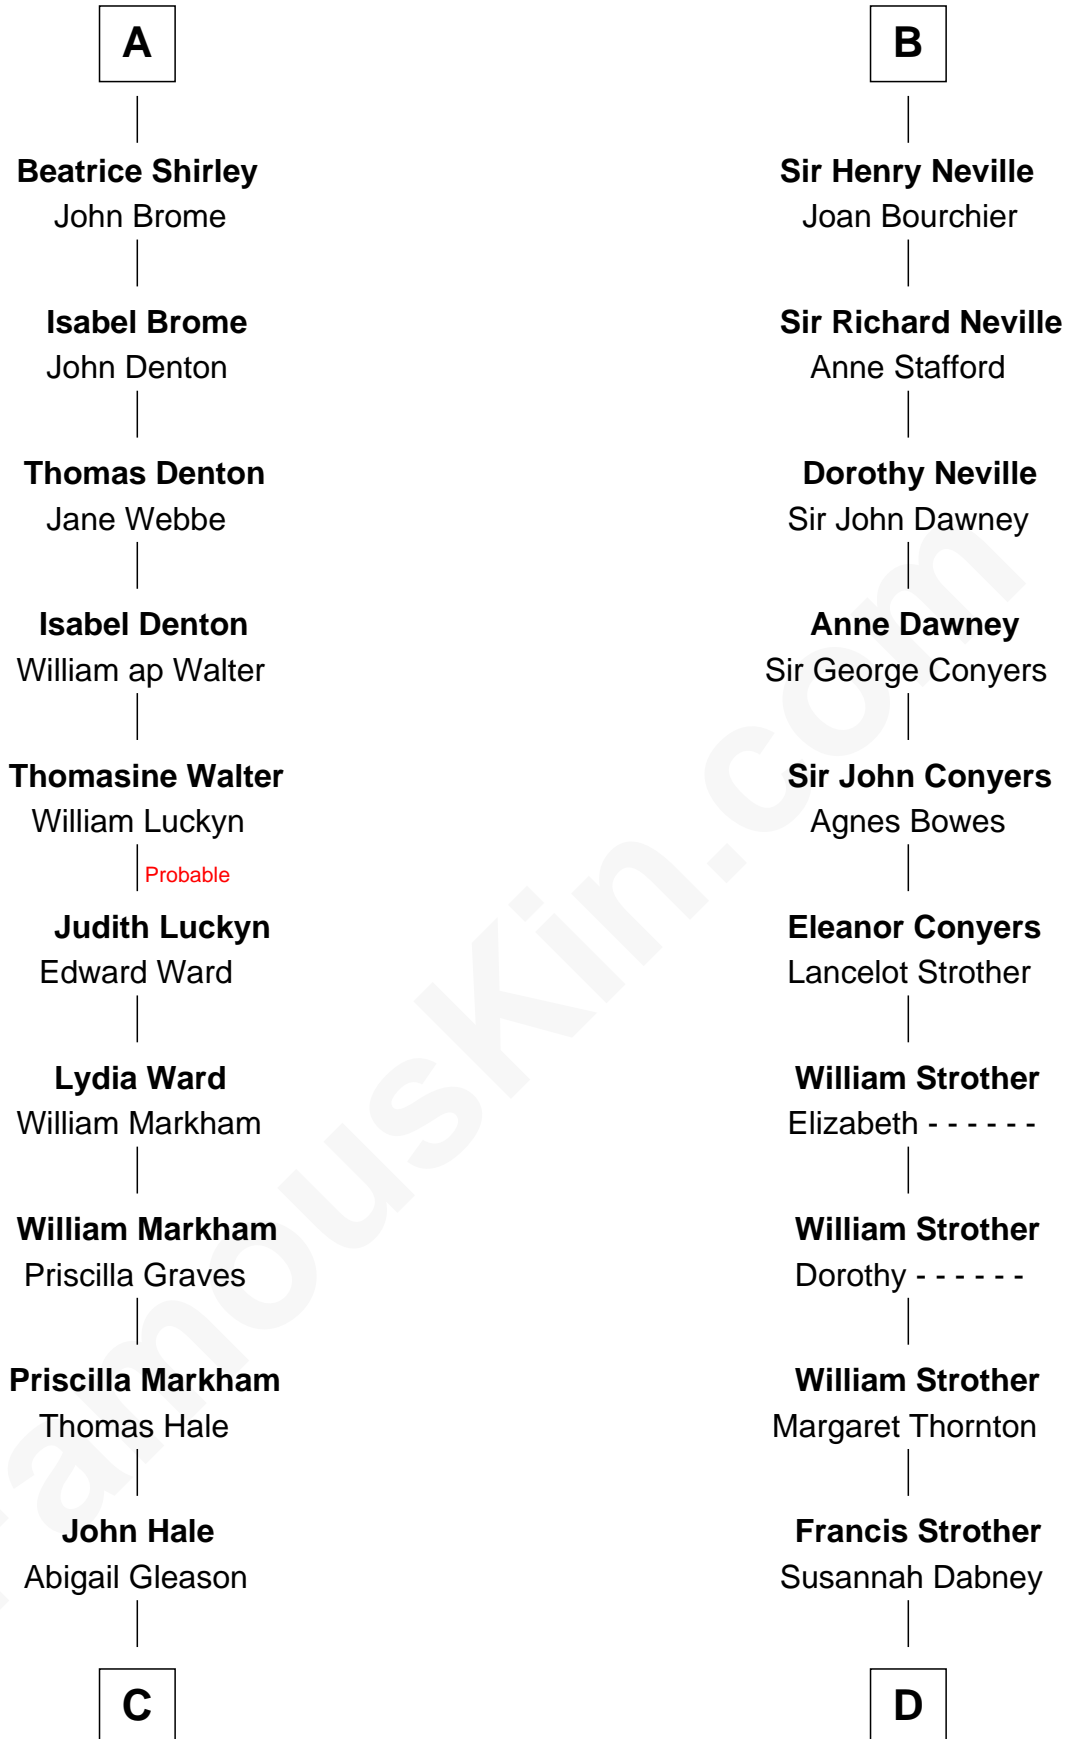 A
Beatrice Shirley
John Brome
Isabel Brome
John Denton
Thomas Denton
Jane Webbe
Isabel Denton
William ap Walter
Thomasine Walter
William Luckyn
Probable
Judith Luckyn
Edward Ward
Lydia Ward
William Markham
William Markham
Priscilla Graves
Priscilla Markham
Thomas Hale
John Hale
Abigail Gleason
C
B
Sir Henry Neville
Joan Bourchier
Sir Richard Neville
Anne Stafford
Dorothy Neville
Sir John Dawney
Anne Dawney
Sir George Conyers
Sir John Conyers
Agnes Bowes
Eleanor Conyers
Lancelot Strother
William Strother
Elizabeth - - - - - -
William Strother
Dorothy - - - - - -
William Strother
Margaret Thornton
Francis Strother
Susannah Dabney
D
FamousKin.com